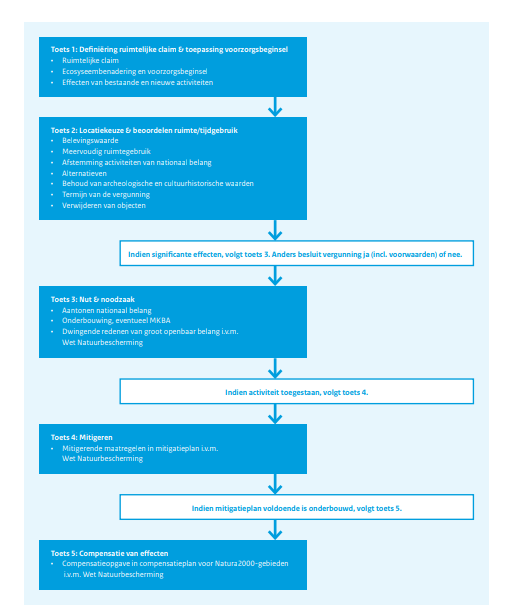 Toets 1: Definiëring ruimtelijke claim & toepassing voorzorgsbeginsel
• Ruimtelijke claim
• Ecosyseembenadering en voorzorgsbeginsel
• Effecten van bestaande en nieuwe activiteiten
Toets 2: Locatiekeuze & beoordelen ruimte/tijdgebruik
• Belevingswaarde
• Meervoudig ruimtegebruik
• Afstemming activiteiten van nationaal belang
• Alternatieven
• Behoud van archeologische en cultuurhistorische waarden
• Termijn van de vergunning
• Verwijderen van objecten
Indien significante effecten, volgt toets 3. Anders besluit vergunning ja (incl. voorwaarden) of nee.
Toets 3: Nut & noodzaak
• Aantonen nationaal belang
• Onderbouwing, eventueel MKBA
• Dwingende redenen van groot openbaar belang i.v.m.
Wet Natuurbescherming
Indien activiteit toegestaan, volgt toets 4.
Toets 4: Mitigeren
• Mitigerende maatregelen in mitigatieplan i.v.m.
Wet Natuurbescherming
Indien mitigatieplan voldoende is onderbouwd, volgt toets 5.
Toets 5: Compensatie van effecten
• Compensatieopgave in compensatieplan voor Natura2000-gebieden
i.v.m. Wet Natuurbescherming